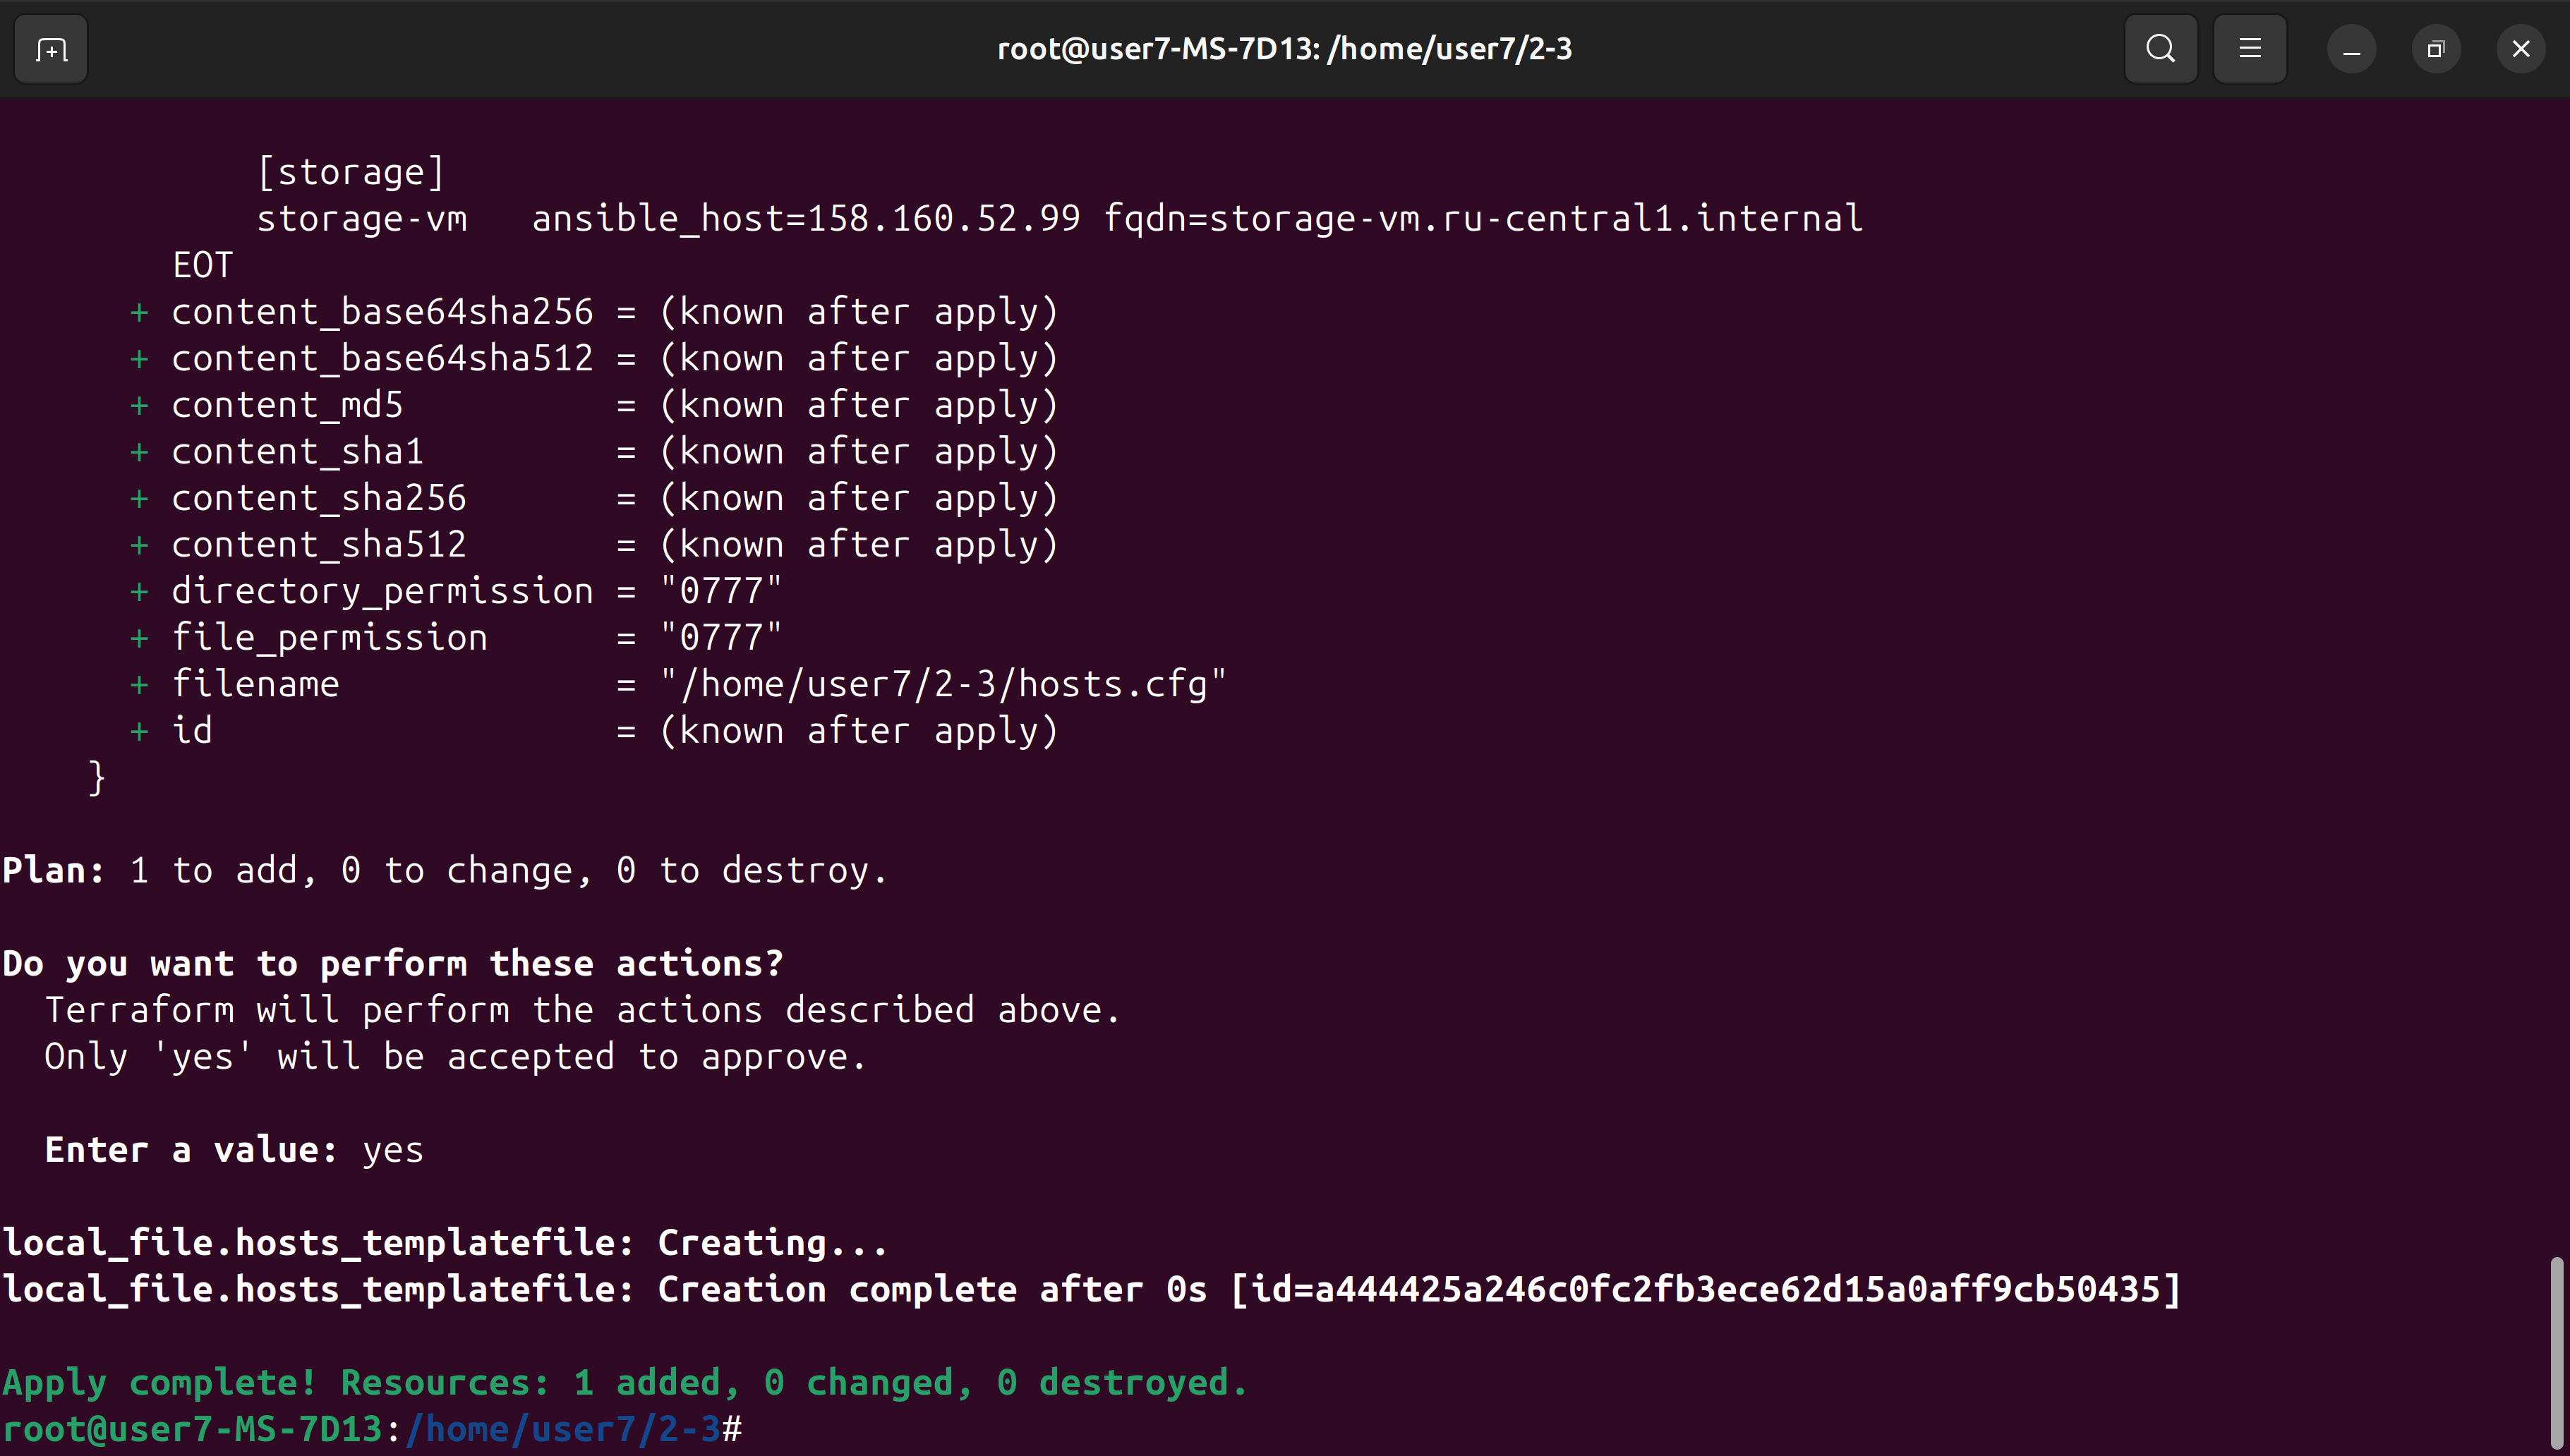 root@user7-MS-7D13: /home/user7/2-3
[storage]
storage-vm   ansible_host=158.160.52.99 fqdn=storage-vm.ru-central1.internal
EOT
+ content_base64sha256 = (known after apply)
+ content_base64sha512 = (known after apply)
+ content_md5          = (known after apply)
+ content_sha1         = (known after apply)
+ content_sha256       = (known after apply)
+ content_sha512       = (known after apply)
+ directory_permission = "0777"
+ file_permission      = "0777"
+ filename             = "/home/user7/2-3/hosts.cfg"
+ id                   = (known after apply)
}
Plan: 1 to add, 0 to change, 0 to destroy.
Do you want to perform these actions?
Terraform will perform the actions described above.
Only 'yes' will be accepted to approve.
Enter a value: yes
local_file.hosts_templatefile: Creating...
local_file.hosts_templatefile: Creation complete after 0s [id=a444425a246c0fc2fb3ece62d15a0aff9cb50435]
Apply complete! Resources: 1 added, 0 changed, 0 destroyed.
root@user7-MS-7D13:/home/user7/2-3#